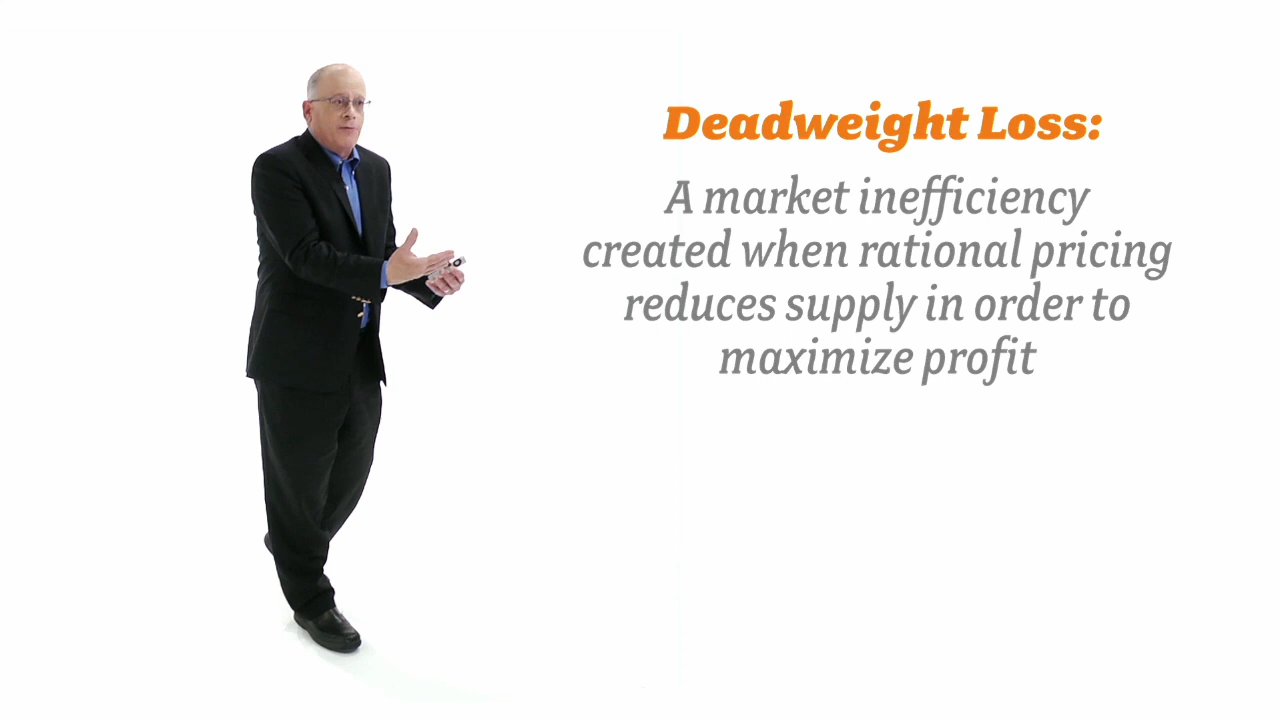 Deadweight Loss:
A market inefficiency
created when rational pricing
reduces supply in order to
maximize profit